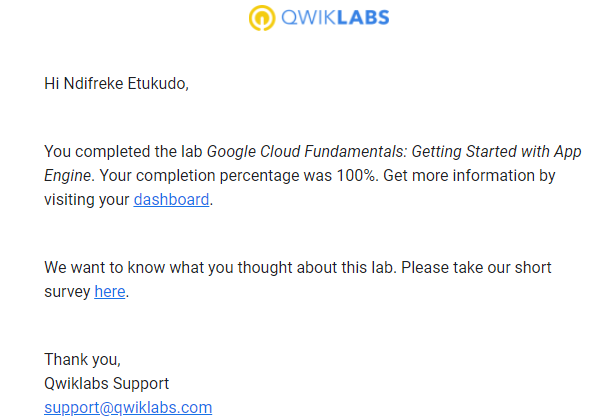 QWIKLABS
Hi Ndifreke Etukudo,
You completed the lab Google Cloud Fundamentals: Getting Started with App
Engine. Your completion percentage was 100%. Get more information by
visiting your dashboard.
We want to know what you thought about this lab. Please take our short
survey here.
Thank you,
Qwiklabs Support
support@qwiklabs.com